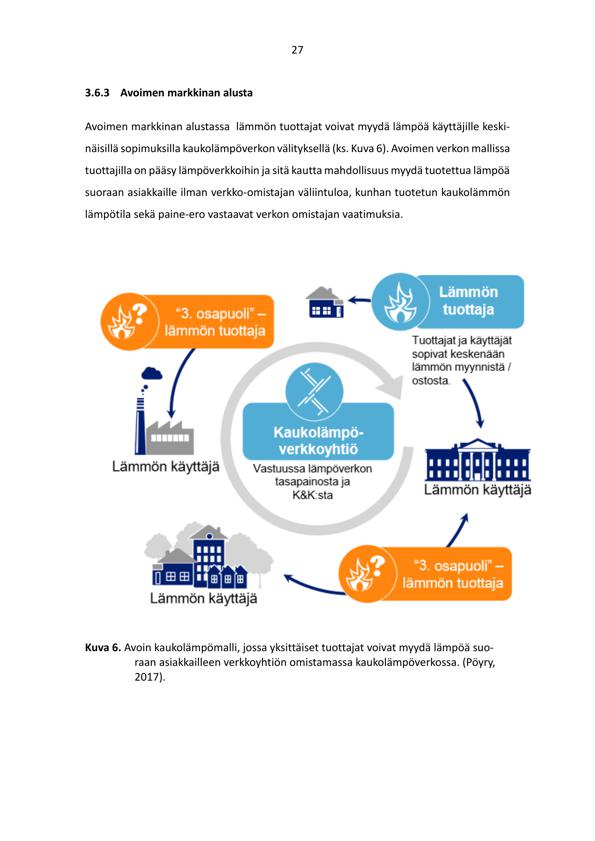 27
3.6.3 Avoimen markkinan alusta
Avoimen markkinan alustassa lämmön tuottajat voivat myydä lämpöä käyttäjille keski-
näisillä sopimuksilla kaukolämpöverkon välityksellä (ks. Kuva 6). Avoimen verkon mallissa
tuottajilla on pääsy lämpöverkkoihin ja sitä kautta mahdollisuus myydä tuotettua lämpöä
suoraan asiakkaille ilman verkko-omistajan väliintuloa, kunhan tuotetun kaukolämmön
lämpötila sekä paine-ero vastaavat verkon omistajan vaatimuksia.
Lämmön
tuottaja
"3. osapuoli" –
lämmön tuottaja
Tuottajat ja käyttäjät
sopivat keskenään
lämmön myynnistä /
ostosta.
Kaukolämpö-
verkkoyhtiö
Vastuussa lämpöverkon
tasapainosta ja
K&K:sta
Lämmön käyttäjä
Lämmön käyttäjä
"3. osapuoli" –
lämmön tuottaja
Lämmön käyttäjä
Kuva 6. Avoin kaukolämpömalli, jossa yksittäiset tuottajat voivat myydä lämpöä suo-
raan asiakkailleen verkkoyhtiön omistamassa kaukolämpöverkossa. (Pöyry,
2017).